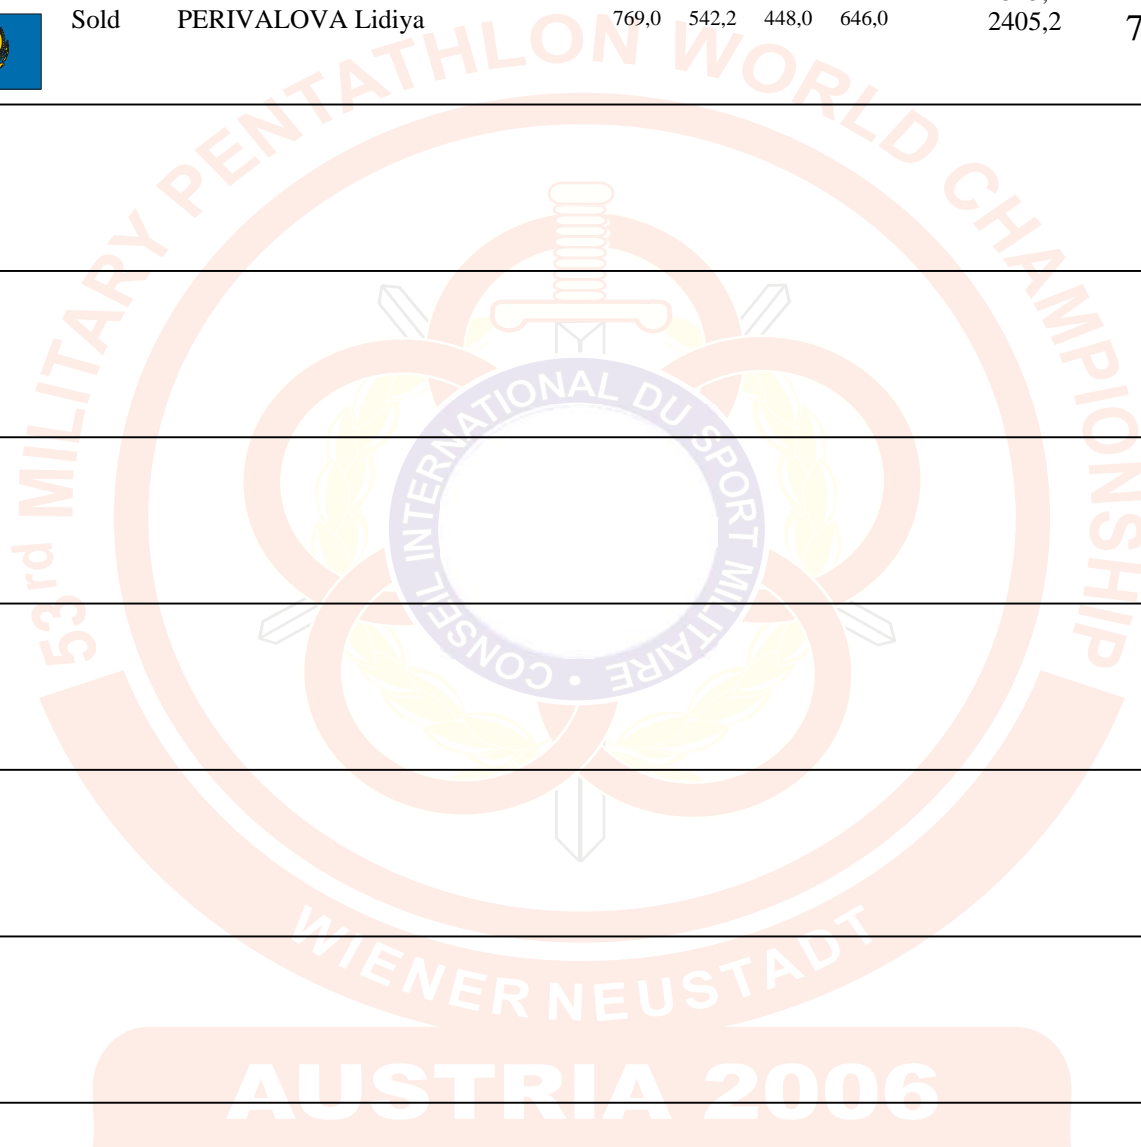 Sold PERIVALOVA Lidiya 769,0 542,2 448,0 646,0 2405,2 7
53rd MILITARY PENTATHLON WORLD CHAMPIONSHIP
CONSEIL INTERNATIONAL DU SPORT MILITAIRE •
WIENER NEUSTADT
AUSTRIA 2006